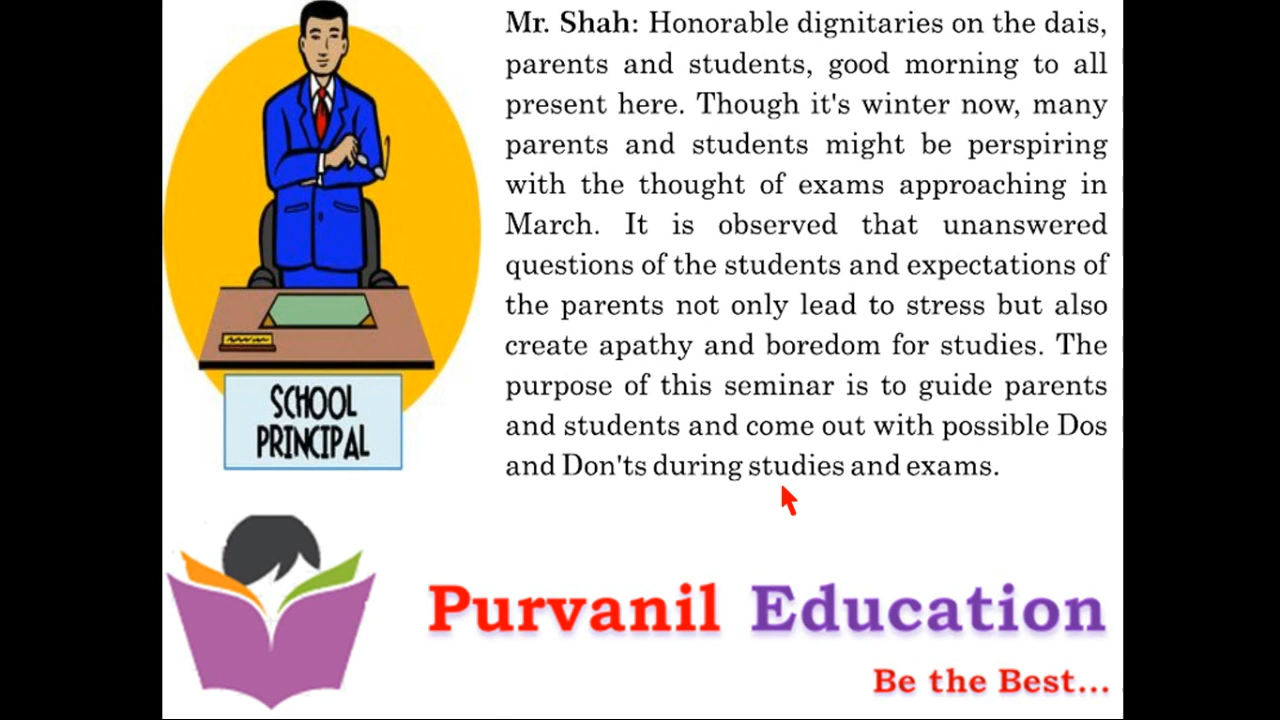 Mr. Shah: Honorable dignitaries on the dais,
parents and students, good morning to all
present here. Though it's winter now, many
parents and students might be perspiring
with the thought of exams approaching in
March. It is observed that unanswered
questions of the students and expectations of
the parents not only lead to stress but also
create apathy and boredom for studies. The
purpose of this seminar is to guide parents
and students and come out with possible Dos
and Don'ts during studies and exams.
SCHOOL
PRINCIPAL
Purvanil Education
Be the Best...